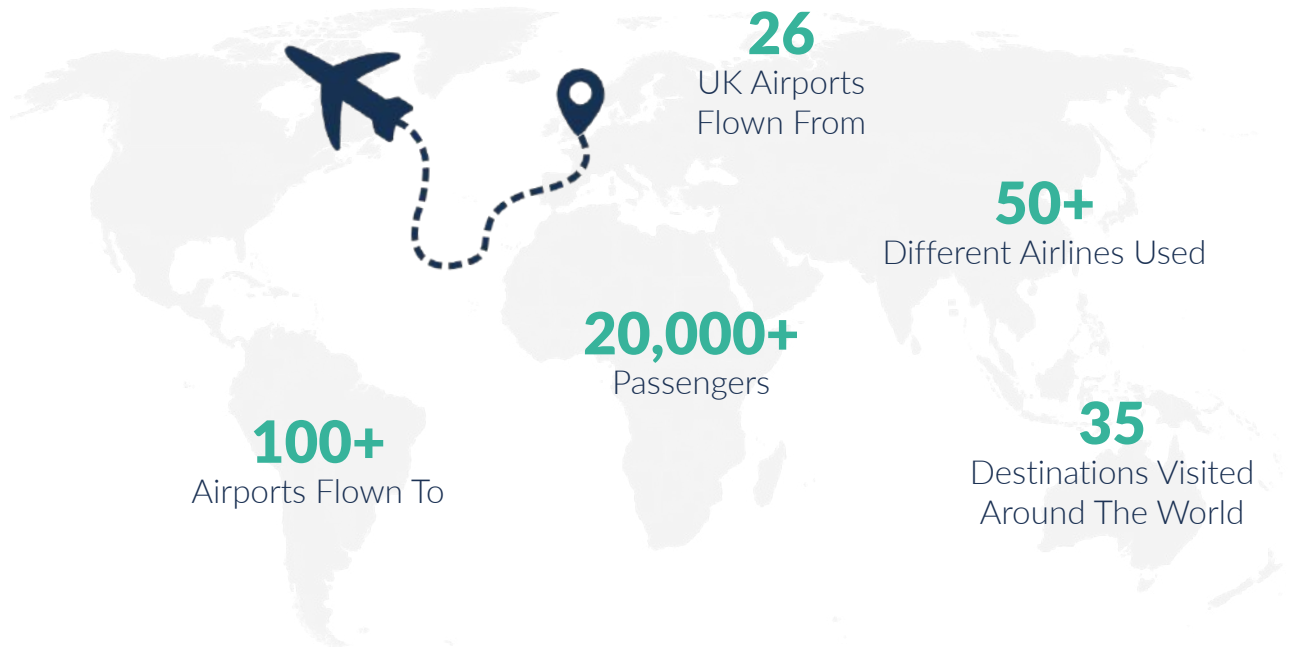 26
UK Airports
Flown From
50+
Different Airlines Used
20,000+
Passengers
100+
Airports Flown To
35
Destinations Visited
Around The World